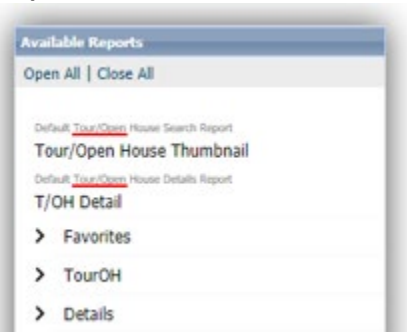 Available Reports
Open All | Close All
Default Tour/Open House Search Report
Tour/Open House Thumbnail
Default Tour/Open House Details Report
T/OH Detail
> Favorites
> TourOH
> Details